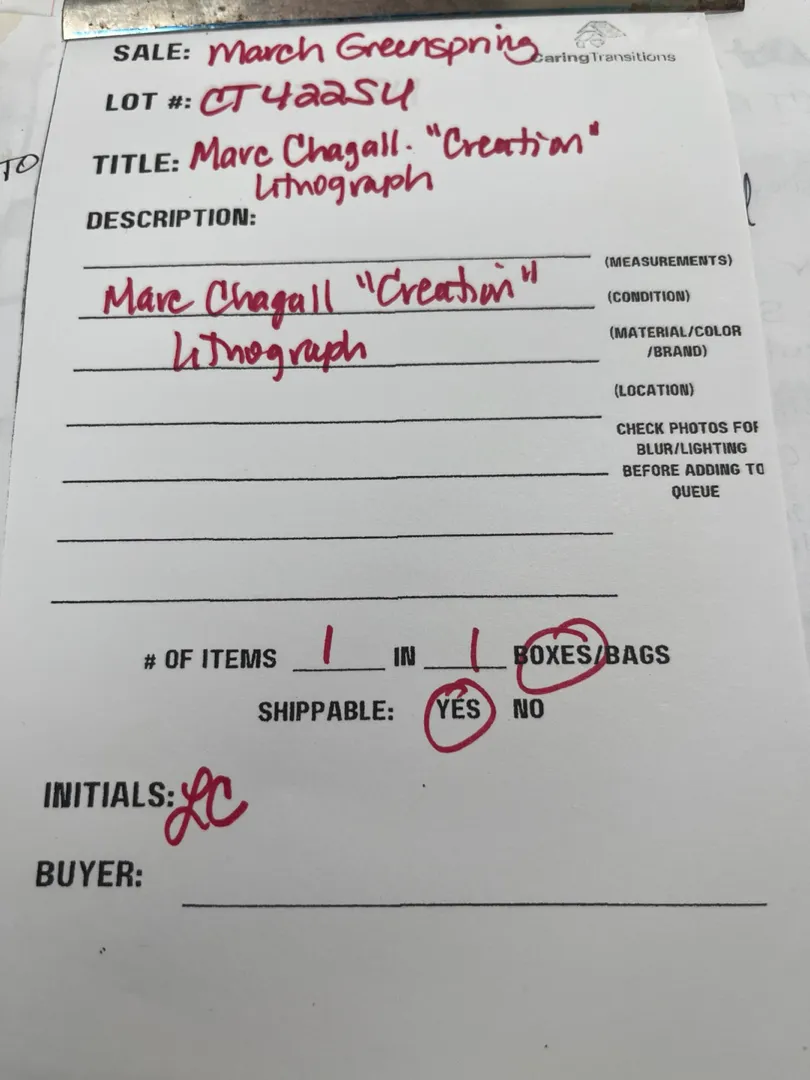 SALE: March Greenspring
CaringTransitions
LOT #: CT4225U
TO
TITLE: Marc Chagall. "Creation"
Lithograph
DESCRIPTION:
(MEASUREMENTS)
Marc Chagall "Creation"
(CONDITION)
Lithograph
(MATERIAL/COLOR
/BRAND)
(LOCATION)
CHECK PHOTOS FOR
BLUR/LIGHTING
BEFORE ADDING TO
QUEUE
# OF ITEMS 1 IN 1 BOXES/BAGS
SHIPPABLE: YES NO
INITIALS: LC
BUYER: